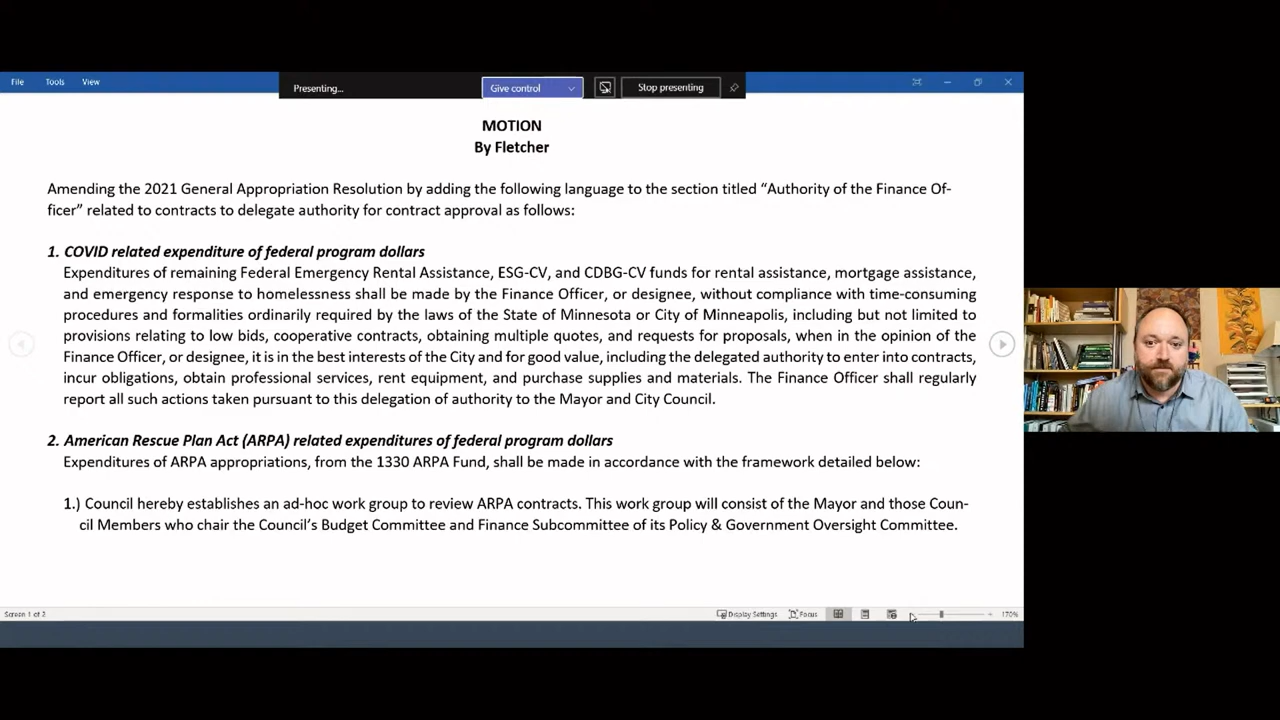 File Tools View
Presenting...
Give control
Stop presenting
MOTION
By Fletcher
Amending the 2021 General Appropriation Resolution by adding the following language to the section titled “Authority of the Finance Of-
ficer” related to contracts to delegate authority for contract approval as follows:
1. COVID related expenditure of federal program dollars
Expenditures of remaining Federal Emergency Rental Assistance, ESG-CV, and CDBG-CV funds for rental assistance, mortgage assistance,
and emergency response to homelessness shall be made by the Finance Officer, or designee, without compliance with time-consuming
procedures and formalities ordinarily required by the laws of the State of Minnesota or City of Minneapolis, including but not limited to
provisions relating to low bids, cooperative contracts, obtaining multiple quotes, and requests for proposals, when in the opinion of the
Finance Officer, or designee, it is in the best interests of the City and for good value, including the delegated authority to enter into contracts,
incur obligations, obtain professional services, rent equipment, and purchase supplies and materials. The Finance Officer shall regularly
report all such actions taken pursuant to this delegation of authority to the Mayor and City Council.
2. American Rescue Plan Act (ARPA) related expenditures of federal program dollars
Expenditures of ARPA appropriations, from the 1330 ARPA Fund, shall be made in accordance with the framework detailed below:
1.) Council hereby establishes an ad-hoc work group to review ARPA contracts. This work group will consist of the Mayor and those Coun-
cil Members who chair the Council’s Budget Committee and Finance Subcommittee of its Policy & Government Oversight Committee.
Screen 1 of 2
Display Settings
Focus
170%